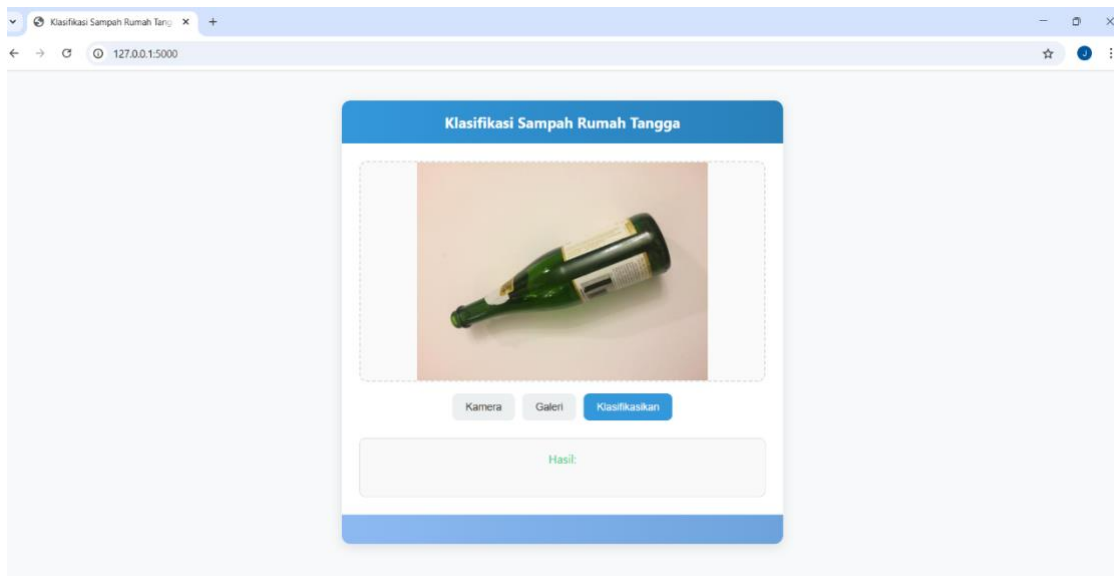 Klasifikasi Sampah Rumah Tang
127.0.0.1:5000
J
Klasifikasi Sampah Rumah Tangga
Kamera
Galeri
Klasifikasikan
Hasil: